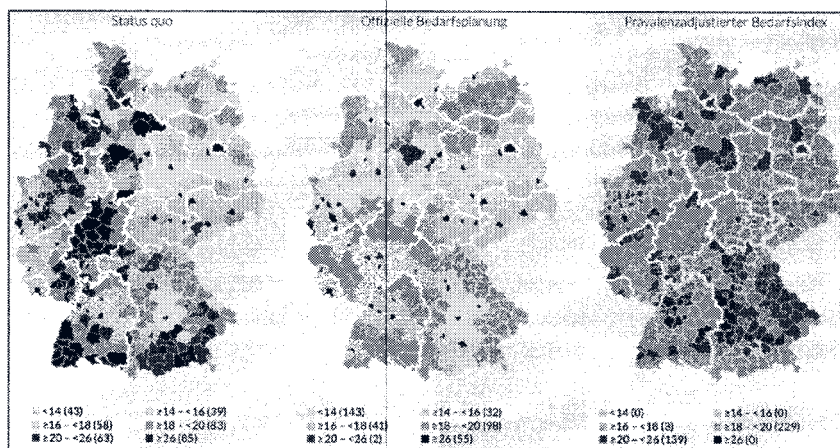 Status quo
Offizielle Bedarfsplanung
Prävalenzadjustierter Bedarfsindex
<14 (43) ≥14 - <16 (39)
≥16 - <18 (58) ≥18 - <20 (83)
≥20 - <26 (63) ≥26 (85)
<14 (143) ≥14 - <16 (32)
≥16 - <18 (41) ≥18 - <20 (98)
≥20 - <26 (2) ≥26 (55)
<14 (0) ≥14 - <16 (0)
≥16 - <18 (3) ≥18 - <20 (229)
≥20 - <26 (139) ≥26 (0)